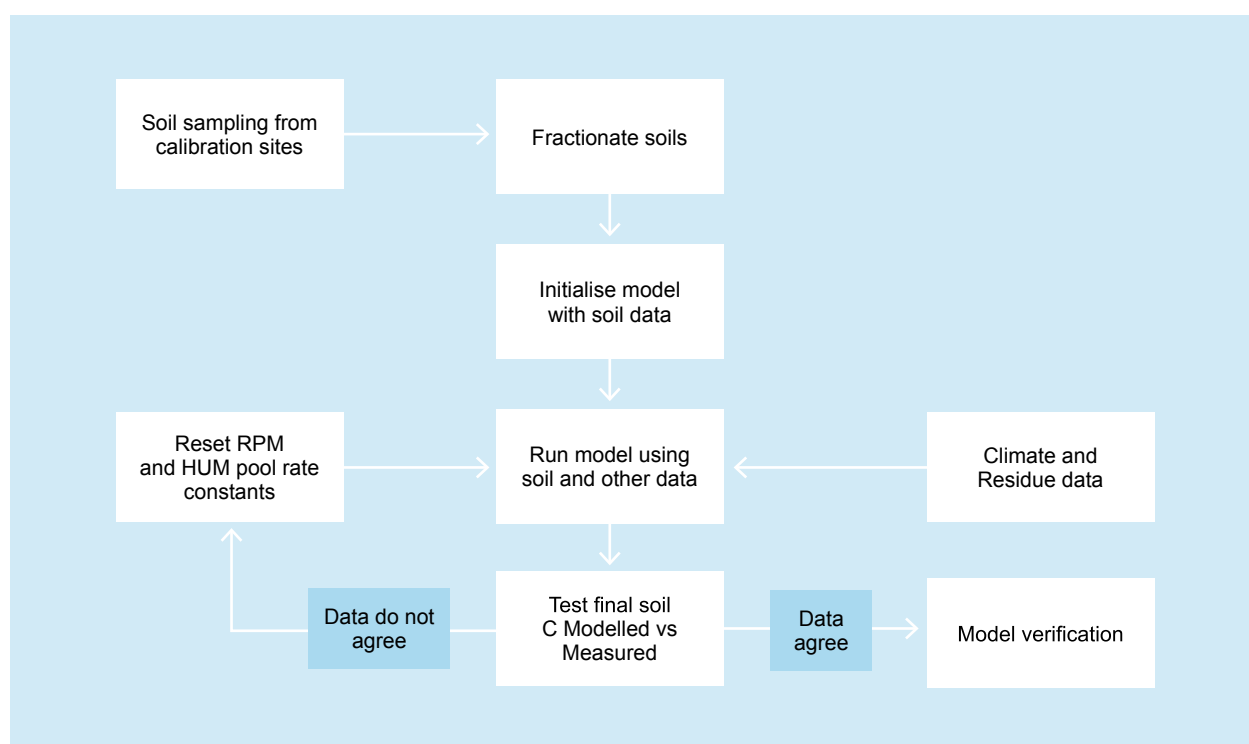 Soil sampling from
calibration sites
Fractionate soils
Initialise model
with soil data
Reset RPM
and HUM pool rate
constants
Run model using
soil and other data
Climate and
Residue data
Data do not
agree
Test final soil
C Modelled vs
Measured
Data
agree
Model verification